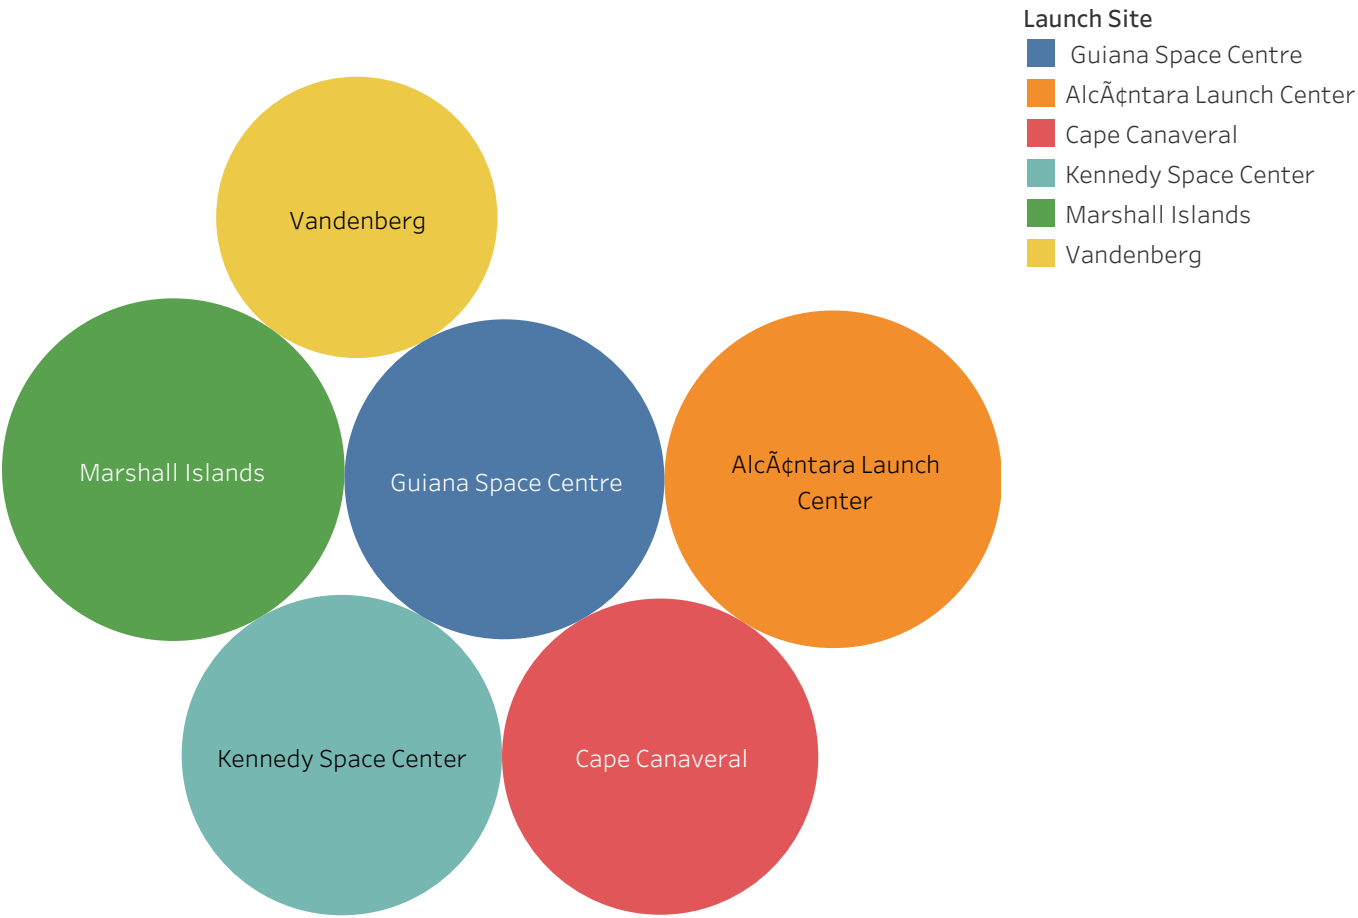 Launch Site
Guiana Space Centre
AlcÃ¢ntara Launch Center
Cape Canaveral
Kennedy Space Center
Marshall Islands
Vandenberg
Vandenberg
Marshall Islands
Guiana Space Centre
AlcÃ¢ntara Launch
Center
Kennedy Space Center
Cape Canaveral